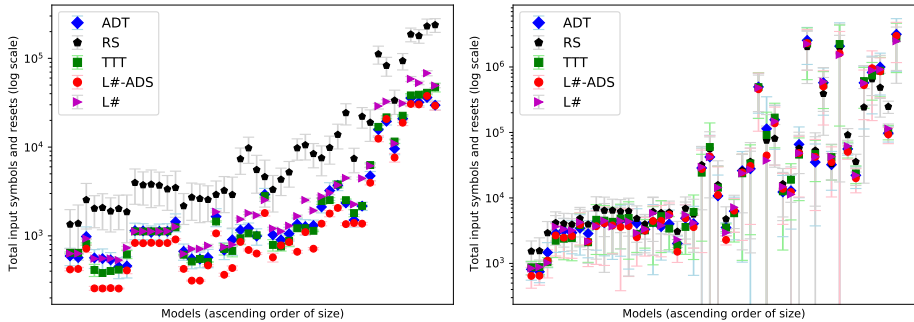 Total input symbols and resets (log scale)
10^5
10^4
10^3
ADT
RS
TTT
L#-ADS
L#
Models (ascending order of size)
Total input symbols and resets (log scale)
10^6
10^5
10^4
10^3
ADT
RS
TTT
L#-ADS
L#
Models (ascending order of size)